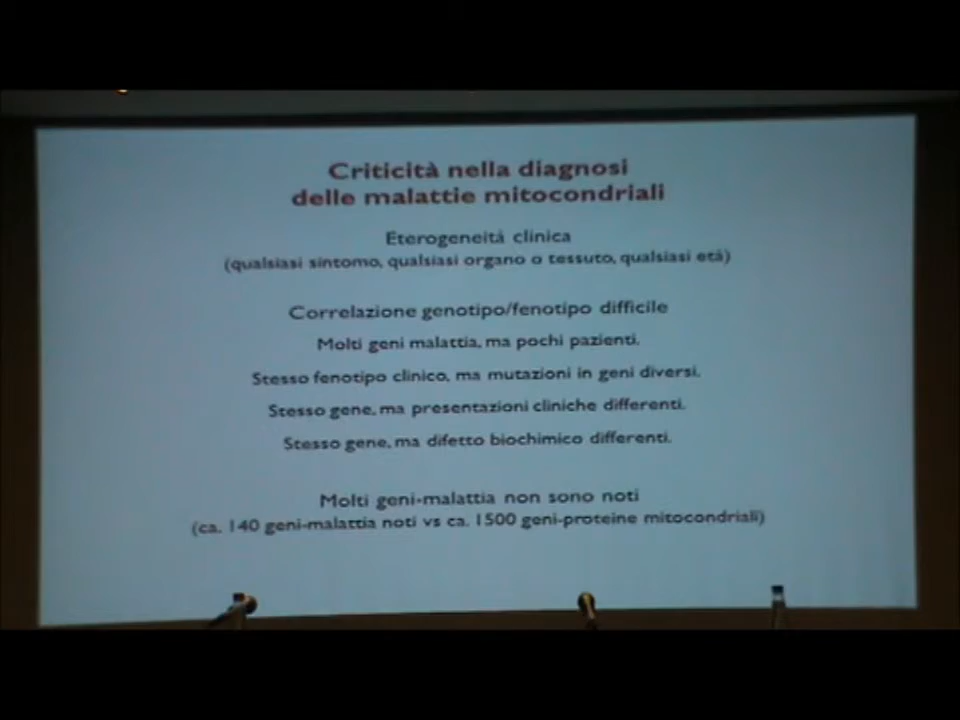 Criticità nella diagnosi
delle malattie mitocondriali
Eterogeneità clinica
(qualsiasi sintomo, qualsiasi organo o tessuto, qualsiasi età)
Correlazione genotipo/fenotipo difficile
Molti geni malattia, ma pochi pazienti.
Stesso fenotipo clinico, ma mutazioni in geni diversi.
Stesso gene, ma presentazioni cliniche differenti.
Stesso gene, ma difetto biochimico differenti.
Molti geni-malattia non sono noti
(ca. 140 geni-malattia noti vs ca. 1500 geni-proteine mitocondriali)